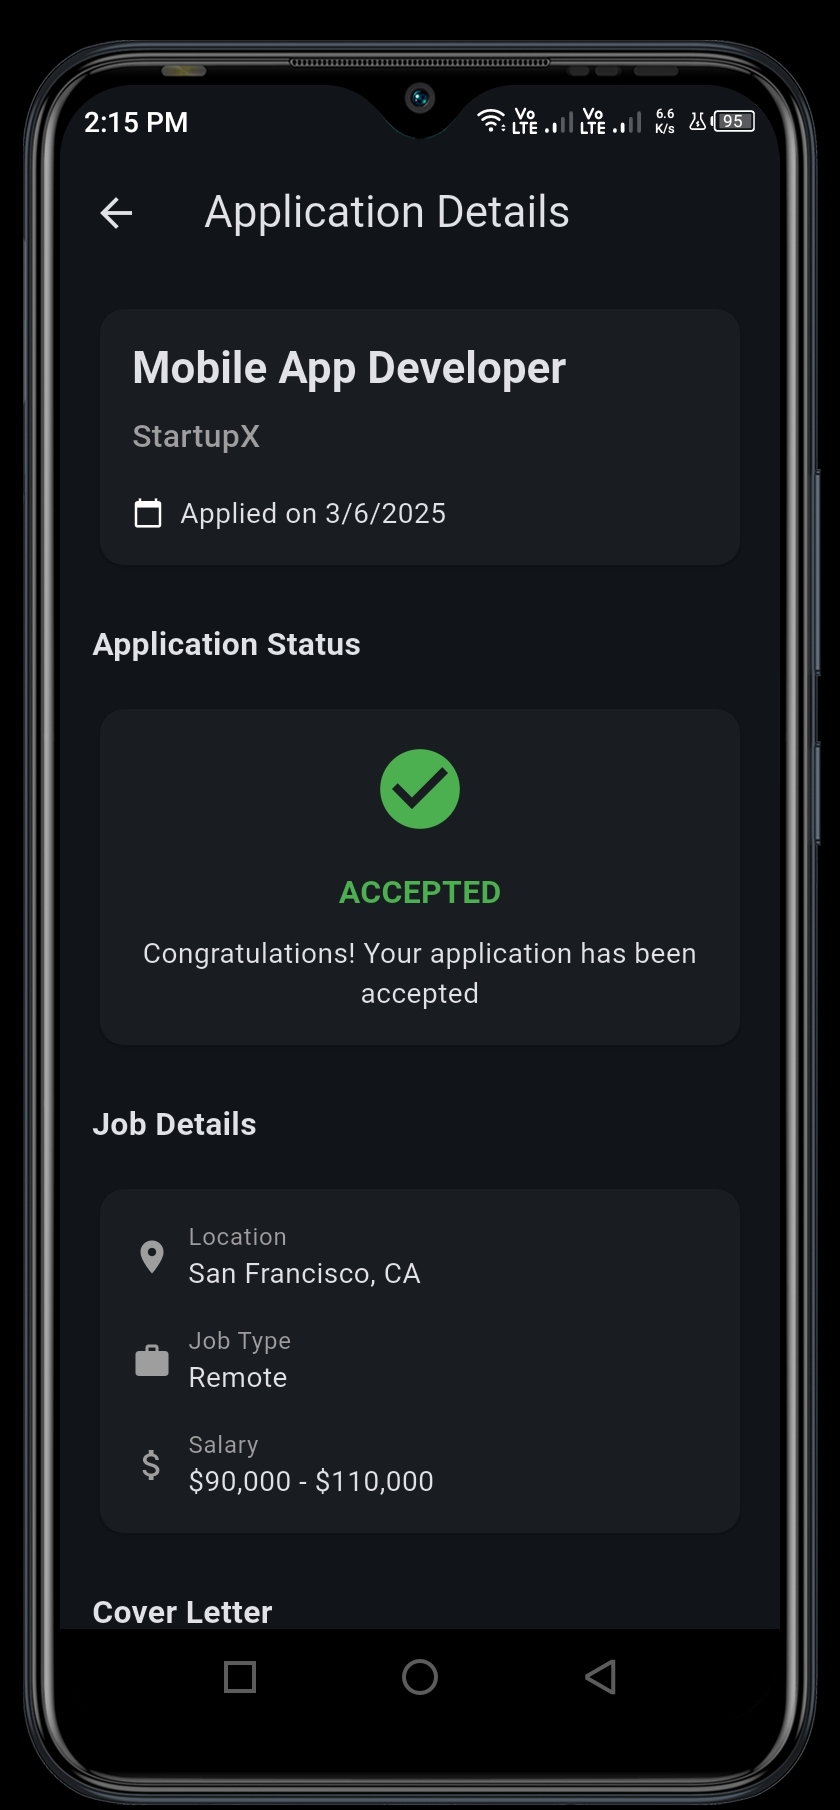 2:15 PM
Vo LTE Vo LTE 6.6 K/s 95
Application Details
Mobile App Developer
StartupX
Applied on 3/6/2025
Application Status
ACCEPTED
Congratulations! Your application has been
accepted
Job Details
Location
San Francisco, CA
Job Type
Remote
Salary
$90,000 - $110,000
Cover Letter